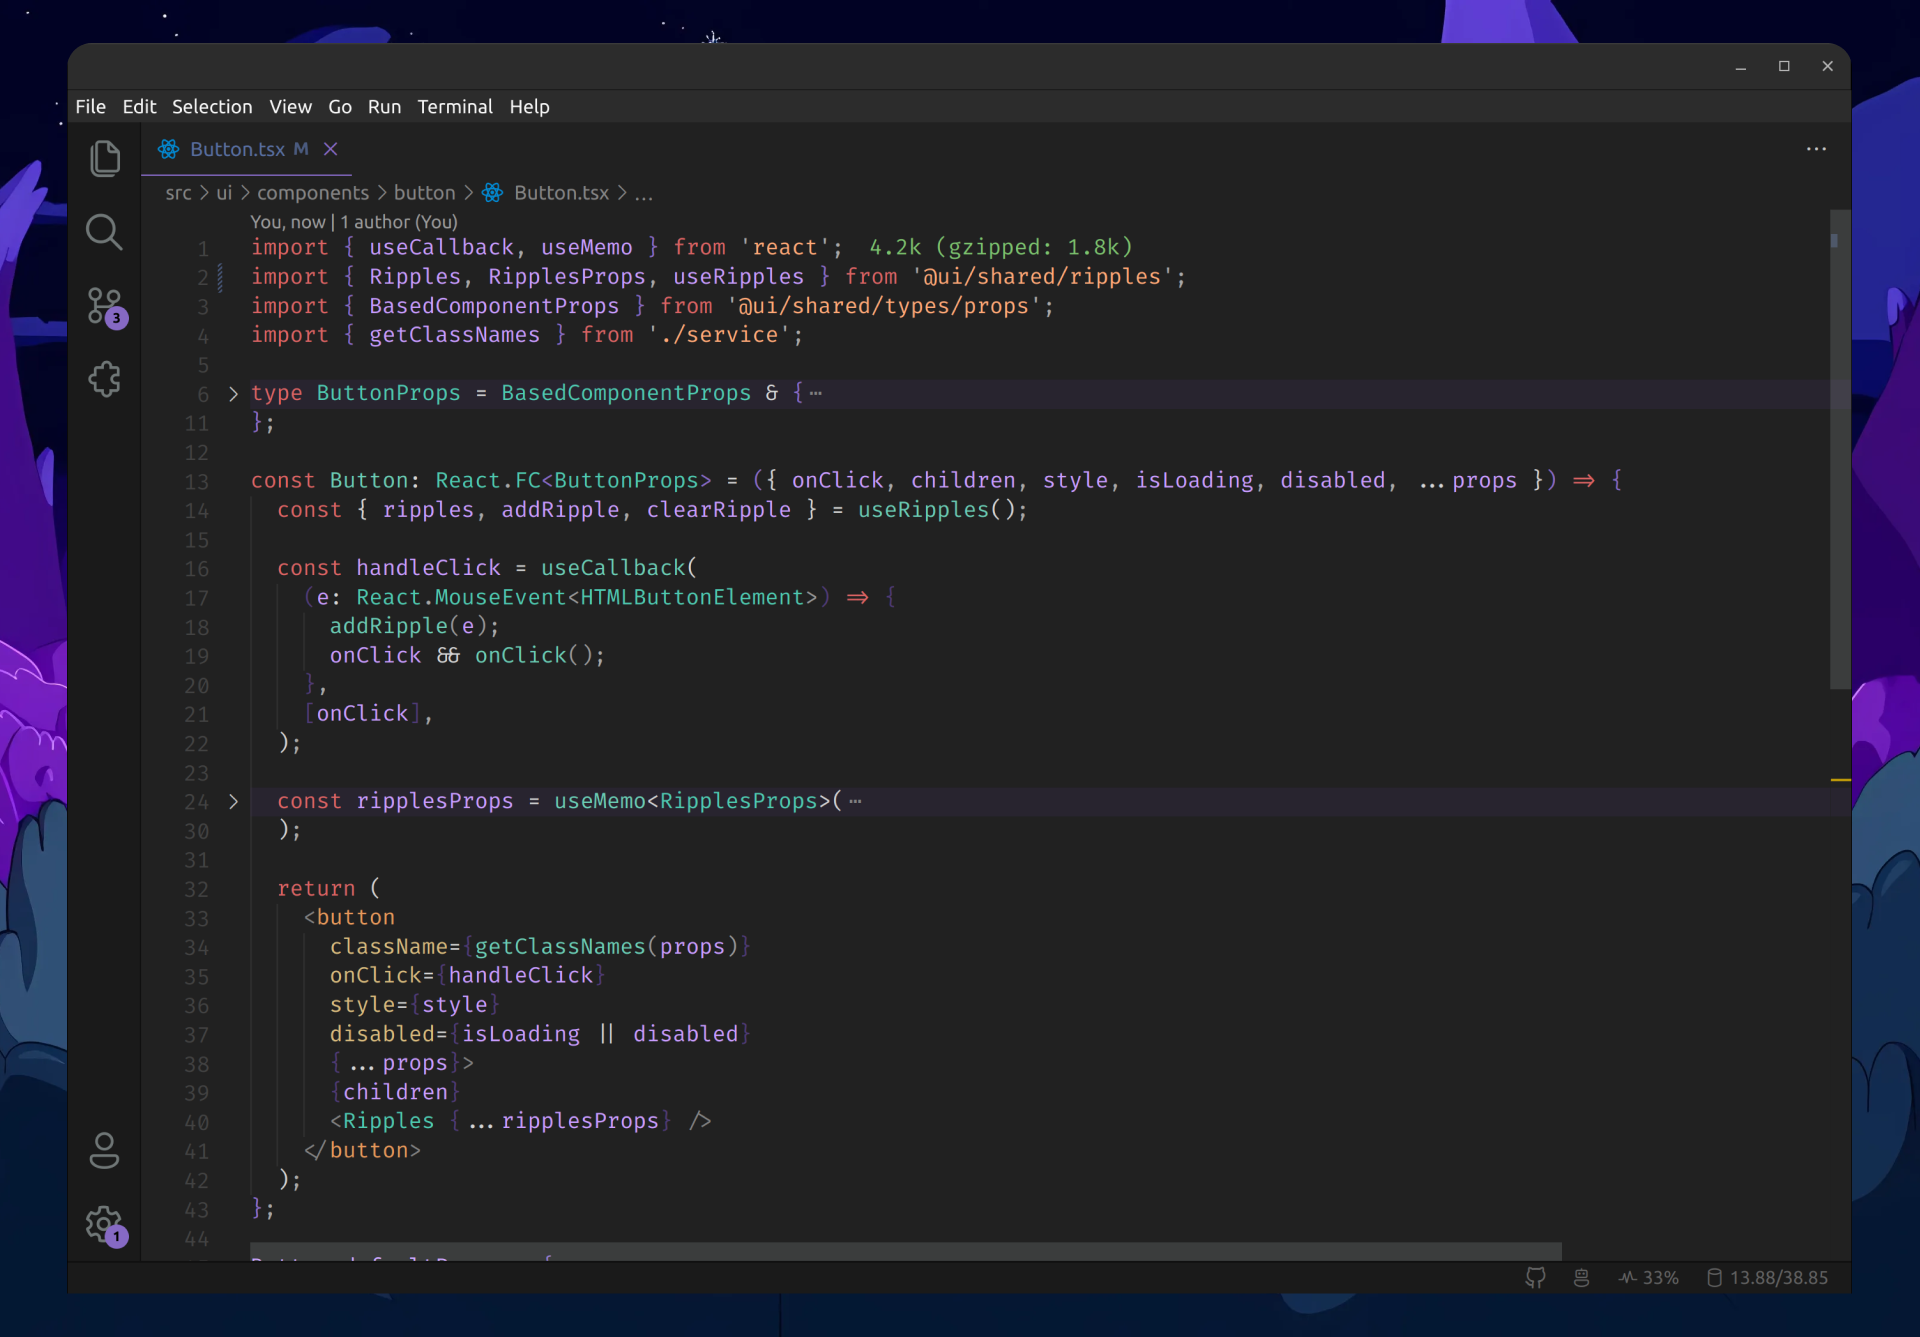 File Edit Selection View Go Run Terminal Help
Button.tsx M
src > ui > components > button > Button.tsx > ...
You, now | 1 author (You)
1 import { useCallback, useMemo } from 'react'; 4.2k (gzipped: 1.8k)
2 import { Ripples, RipplesProps, useRipples } from '@ui/shared/ripples';
3 import { BasedComponentProps } from '@ui/shared/types/props';
4 import { getClassNames } from './service';
5
6 > type ButtonProps = BasedComponentProps & { ⋯
11 };
12
13 const Button: React.FC<ButtonProps> = ({ onClick, children, style, isLoading, disabled, ...props }) => {
14 const { ripples, addRipple, clearRipple } = useRipples();
15
16 const handleClick = useCallback(
17 (e: React.MouseEvent<HTMLButtonElement>) => {
18 addRipple(e);
19 onClick && onClick();
20 },
21 [onClick],
22 );
23
24 > const ripplesProps = useMemo<RipplesProps>( ⋯
30 );
31
32 return (
33 <button
34 className={getClassNames(props)}
35 onClick={handleClick}
36 style={style}
37 disabled={isLoading || disabled}
38 {...props}>
39 {children}
40 <Ripples {...ripplesProps} />
41 </button>
42 );
43 };
44
3
1
33% 13.88/38.85